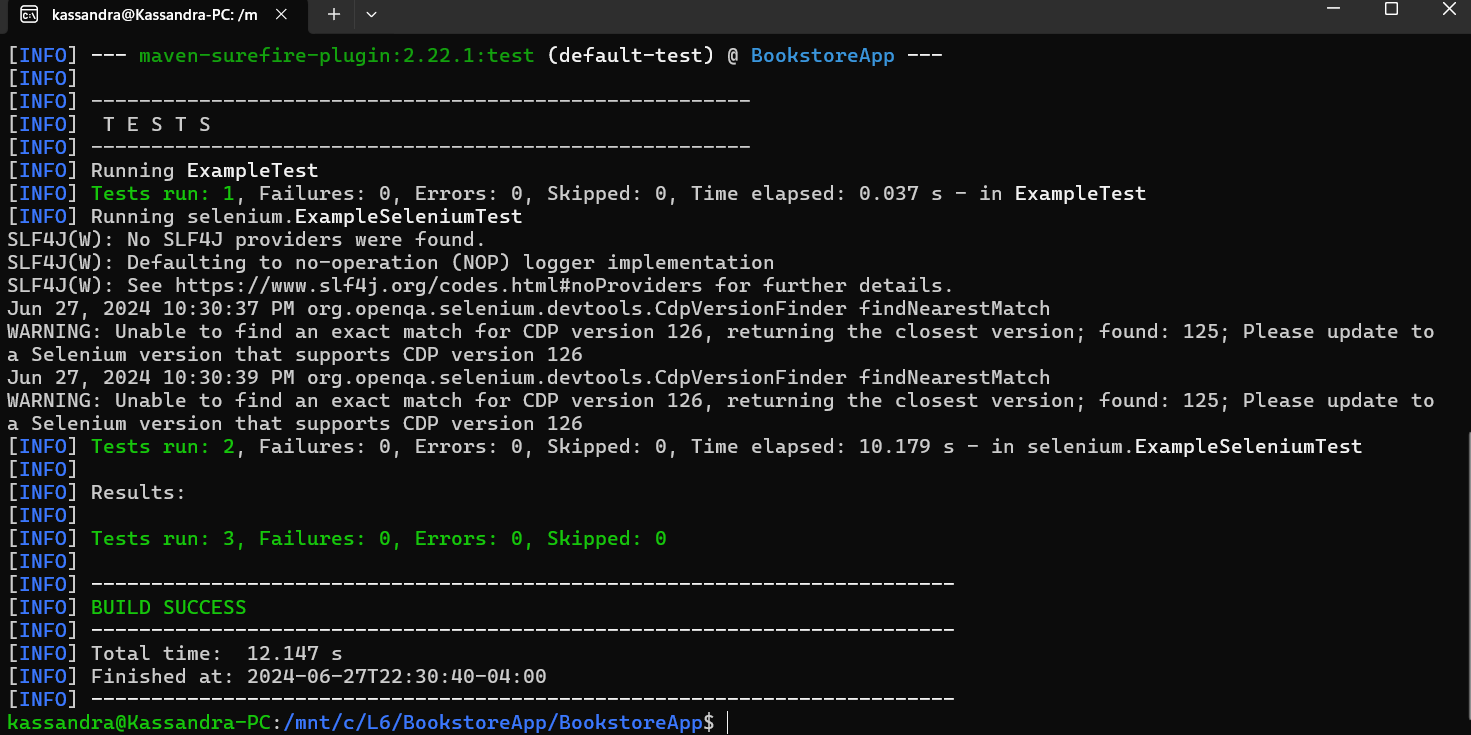 kassandra@Kassandra-PC: /m
[INFO] --- maven-surefire-plugin:2.22.1:test (default-test) @ BookstoreApp ---
[INFO]
[INFO] -------------------------------------------------------
[INFO]  T E S T S
[INFO] -------------------------------------------------------
[INFO] Running ExampleTest
[INFO] Tests run: 1, Failures: 0, Errors: 0, Skipped: 0, Time elapsed: 0.037 s - in ExampleTest
[INFO] Running selenium.ExampleSeleniumTest
SLF4J(W): No SLF4J providers were found.
SLF4J(W): Defaulting to no-operation (NOP) logger implementation
SLF4J(W): See https://www.slf4j.org/codes.html#noProviders for further details.
Jun 27, 2024 10:30:37 PM org.openqa.selenium.devtools.CdpVersionFinder findNearestMatch
WARNING: Unable to find an exact match for CDP version 126, returning the closest version; found: 125; Please update to
a Selenium version that supports CDP version 126
Jun 27, 2024 10:30:39 PM org.openqa.selenium.devtools.CdpVersionFinder findNearestMatch
WARNING: Unable to find an exact match for CDP version 126, returning the closest version; found: 125; Please update to
a Selenium version that supports CDP version 126
[INFO] Tests run: 2, Failures: 0, Errors: 0, Skipped: 0, Time elapsed: 10.179 s - in selenium.ExampleSeleniumTest
[INFO]
[INFO] Results:
[INFO]
[INFO] Tests run: 3, Failures: 0, Errors: 0, Skipped: 0
[INFO]
[INFO] ------------------------------------------------------------------------
[INFO] BUILD SUCCESS
[INFO] ------------------------------------------------------------------------
[INFO] Total time:  12.147 s
[INFO] Finished at: 2024-06-27T22:30:40-04:00
[INFO] ------------------------------------------------------------------------
kassandra@Kassandra-PC:/mnt/c/L6/BookstoreApp/BookstoreApp$